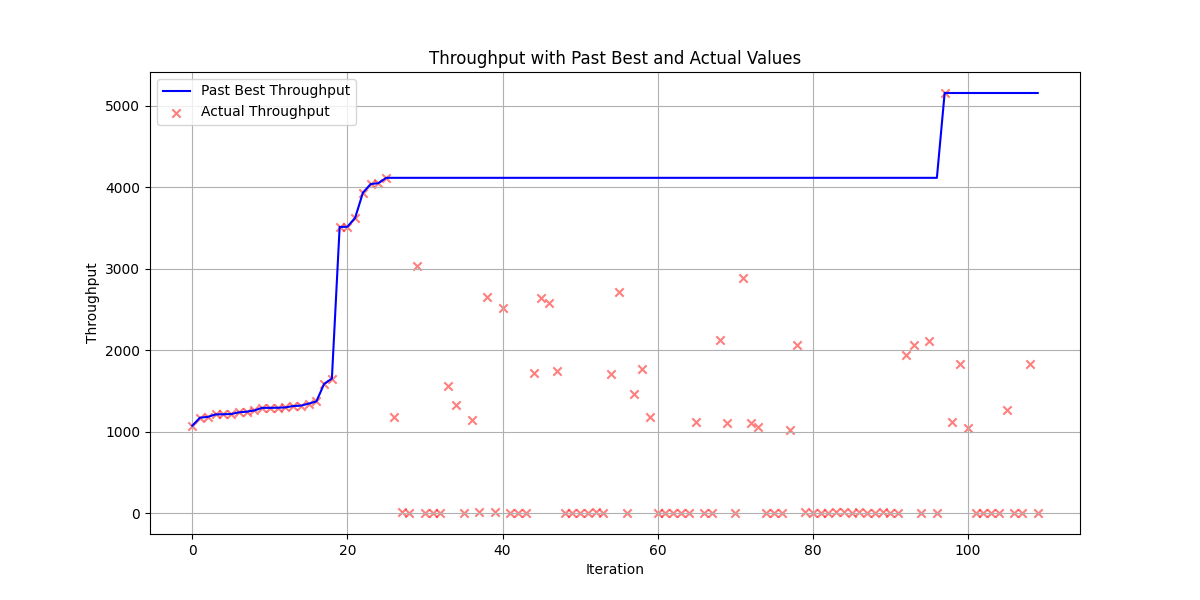 Throughput with Past Best and Actual Values
Past Best Throughput
Actual Throughput
Throughput
5000
4000
3000
2000
1000
0
0 20 40 60 80 100
Iteration